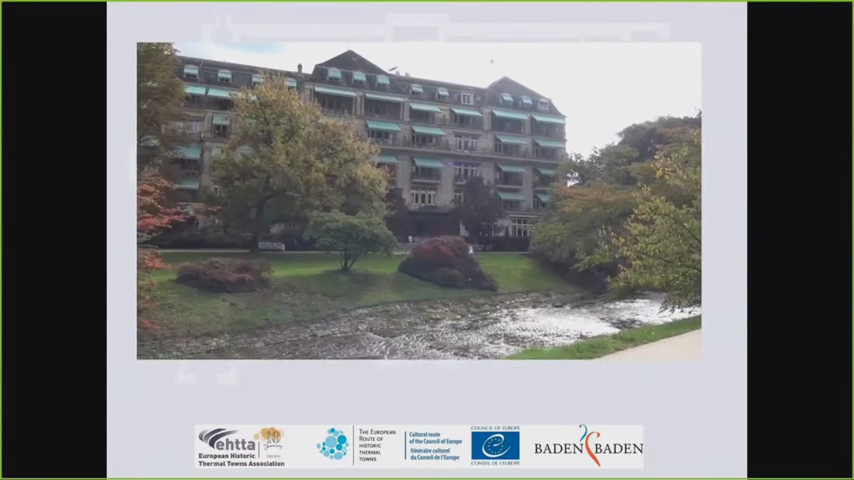 ehtta
10
European Historic
Thermal Towns Association
THE EUROPEAN
ROUTE OF
HISTORIC
THERMAL
TOWNS
Cultural route
of the Council of Europe
Itinéraire culturel
du Conseil de l'Europe
COUNCIL OF EUROPE
CONSEIL DE L'EUROPE
BADEN BADEN